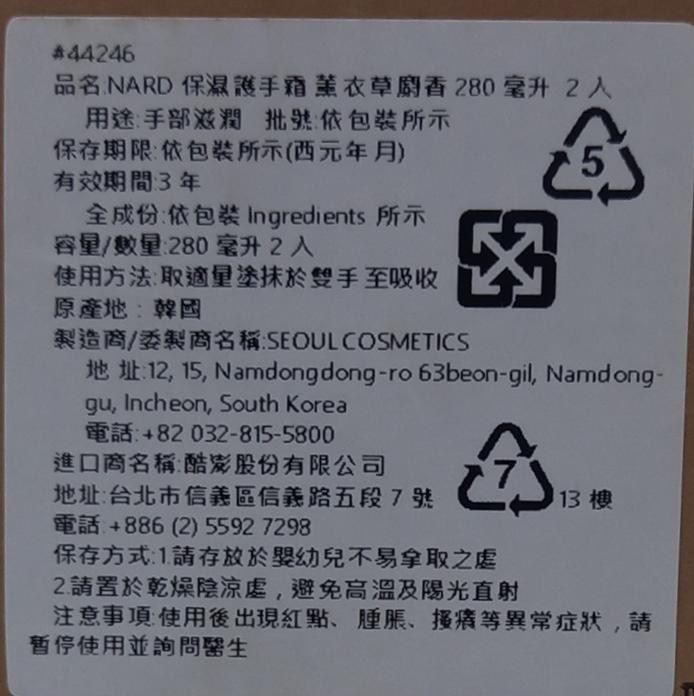 #44246
品名:NARD 保濕護手霜 薰衣草麝香 280 毫升 2 入
用途:手部滋潤 批號:依包裝所示
保存期限:依包裝所示(西元年月)
5
有效期間:3 年
全成份:依包裝 Ingredients 所示
容量/數量:280 毫升 2 入
使用方法:取適量塗抹於雙手至吸收
原產地:韓國
製造商/委製商名稱:SEOUL COSMETICS
地 址:12, 15, Namdongdong-ro 63beon-gil, Namdong-
gu, Incheon, South Korea
電話:+82 032-815-5800
進口商名稱:酷澎股份有限公司
7
地址:台北市信義區信義路五段 7 號 13 樓
電話:+886 (2) 5592 7298
保存方式:1.請存放於嬰幼兒不易拿取之處
2.請置於乾燥陰涼處,避免高溫及陽光直射
注意事項:使用後出現紅點、腫脹、搔癢等異常症狀,請
暫停使用並詢問醫生